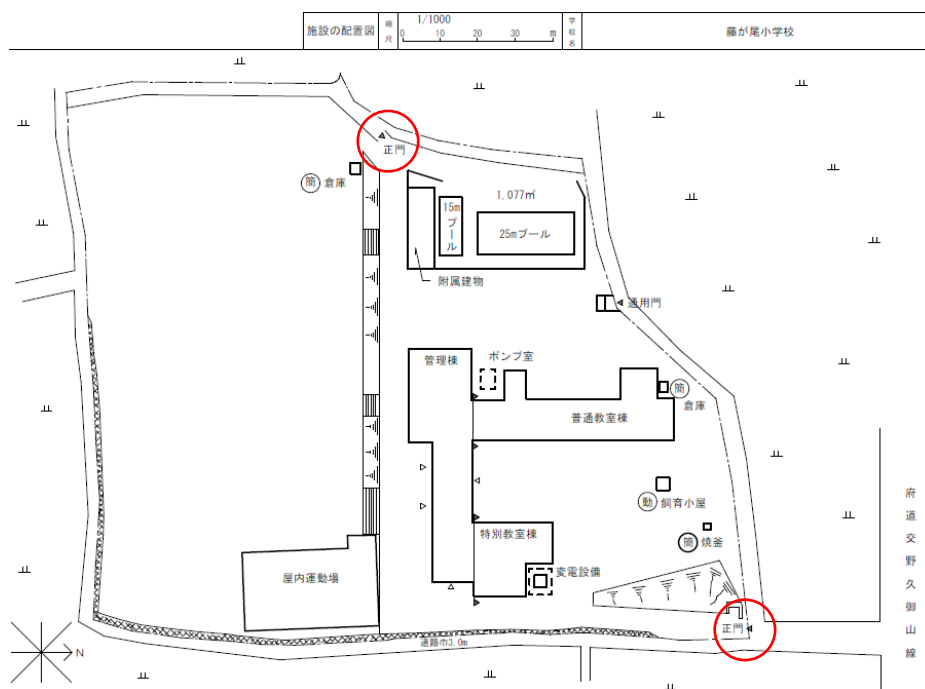 施設の配置図
縮尺
1/1000
0 10 20 30 m
学校名
藤が尾小学校
正門
簡 倉庫
1,077㎡
15mプール
25mプール
附属建物
通用門
管理棟
ポンプ室
簡
倉庫
普通教室棟
動 飼育小屋
簡 焼釜
特別教室棟
変電設備
屋内運動場
正門
道路巾3.0m
府道交野久御山線
N